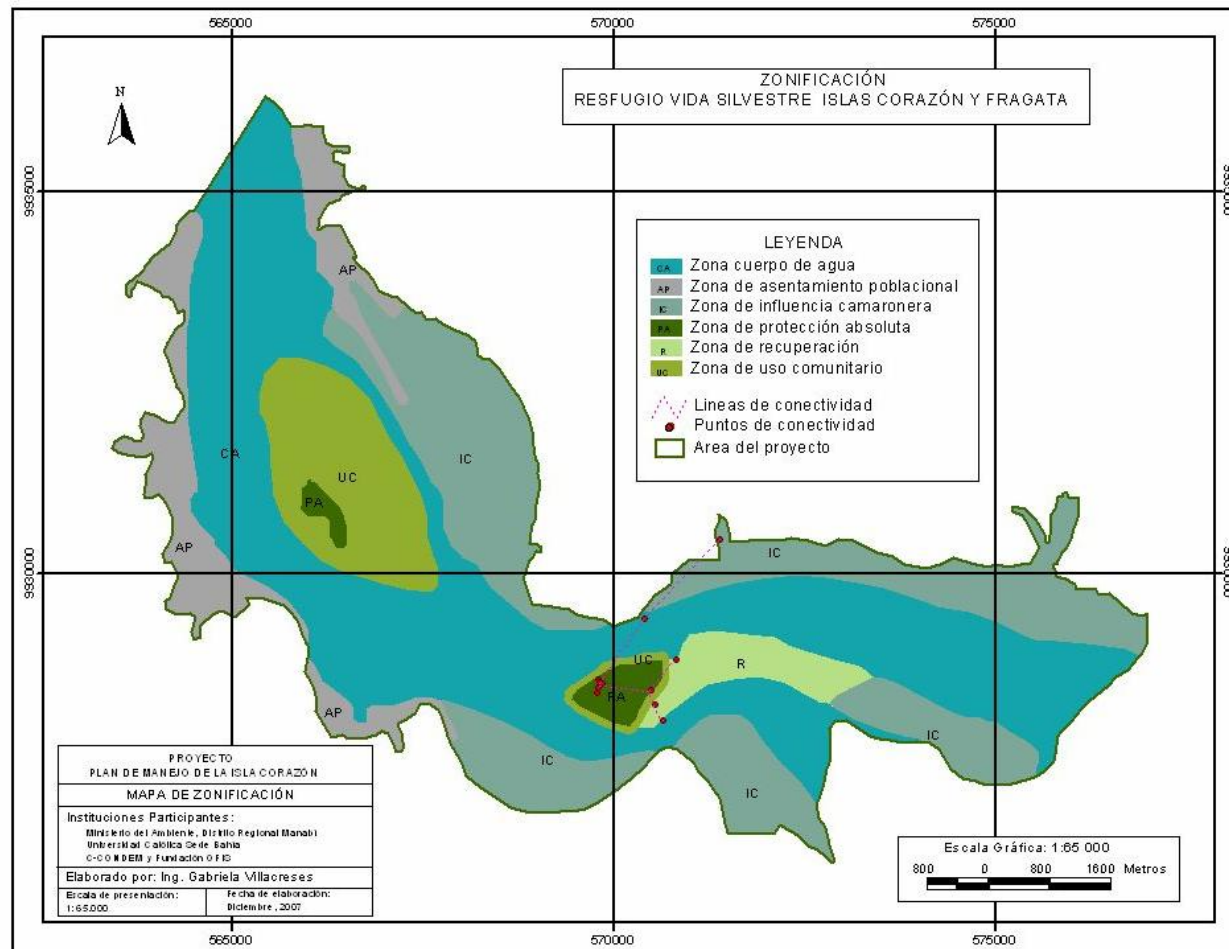 565000
570000
575000
ZONIFICACIÓN
RESFUGIO VIDA SILVESTRE ISLAS CORAZÓN Y FRAGATA
N
9935000
9935000
LEYENDA
CA Zona cuerpo de agua
AP Zona de asentamiento poblacional
IC Zona de influencia camaronera
PA Zona de protección absoluta
R Zona de recuperación
UC Zona de uso comunitario
Lineas de conectividad
Puntos de conectividad
Area del proyecto
AP
CA
UC
IC
PA
AP
IC
9930000
9930000
UC
R
PA
AP
IC
IC
IC
PROYECTO
PLAN DE MANEJO DE LA ISLA CORAZÓN
MAPA DE ZONIFICACIÓN
Instituciones Participantes:
Ministerio del Ambiente, Distrito Regional Manabí
Universidad Católica Sede Bahía
C-CONDEM y Fundación OFIS
Elaborado por: Ing. Gabriela Villacreses
Escala de presentación:
1:65.000
Fecha de elaboración:
Diciembre, 2007
Escala Gráfica: 1:65 000
800 0 800 1600 Metros
565000
570000
575000